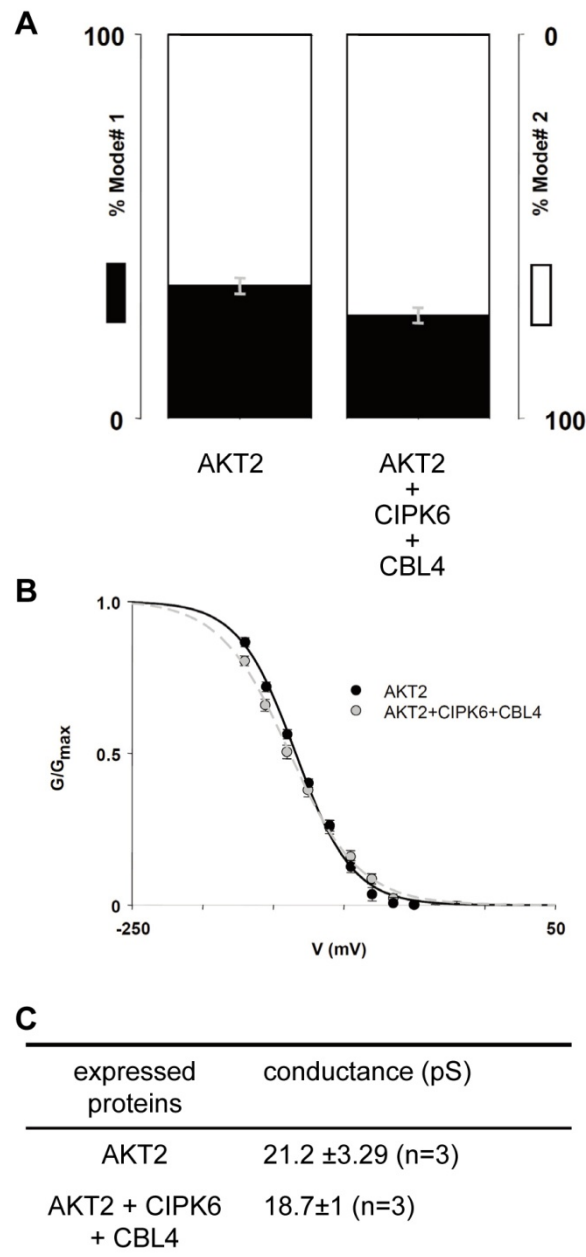 A
100
0
% Mode# 1
% Mode# 2
0
100
AKT2
AKT2
+
CIPK6
+
CBL4
B
1.0
0.5
0
G/Gmax
AKT2
AKT2+CIPK6+CBL4
-250
50
V (mV)
C
expressed conductance (pS)
proteins
AKT2 21.2 ±3.29 (n=3)
AKT2 + CIPK6 18.7±1 (n=3)
+ CBL4